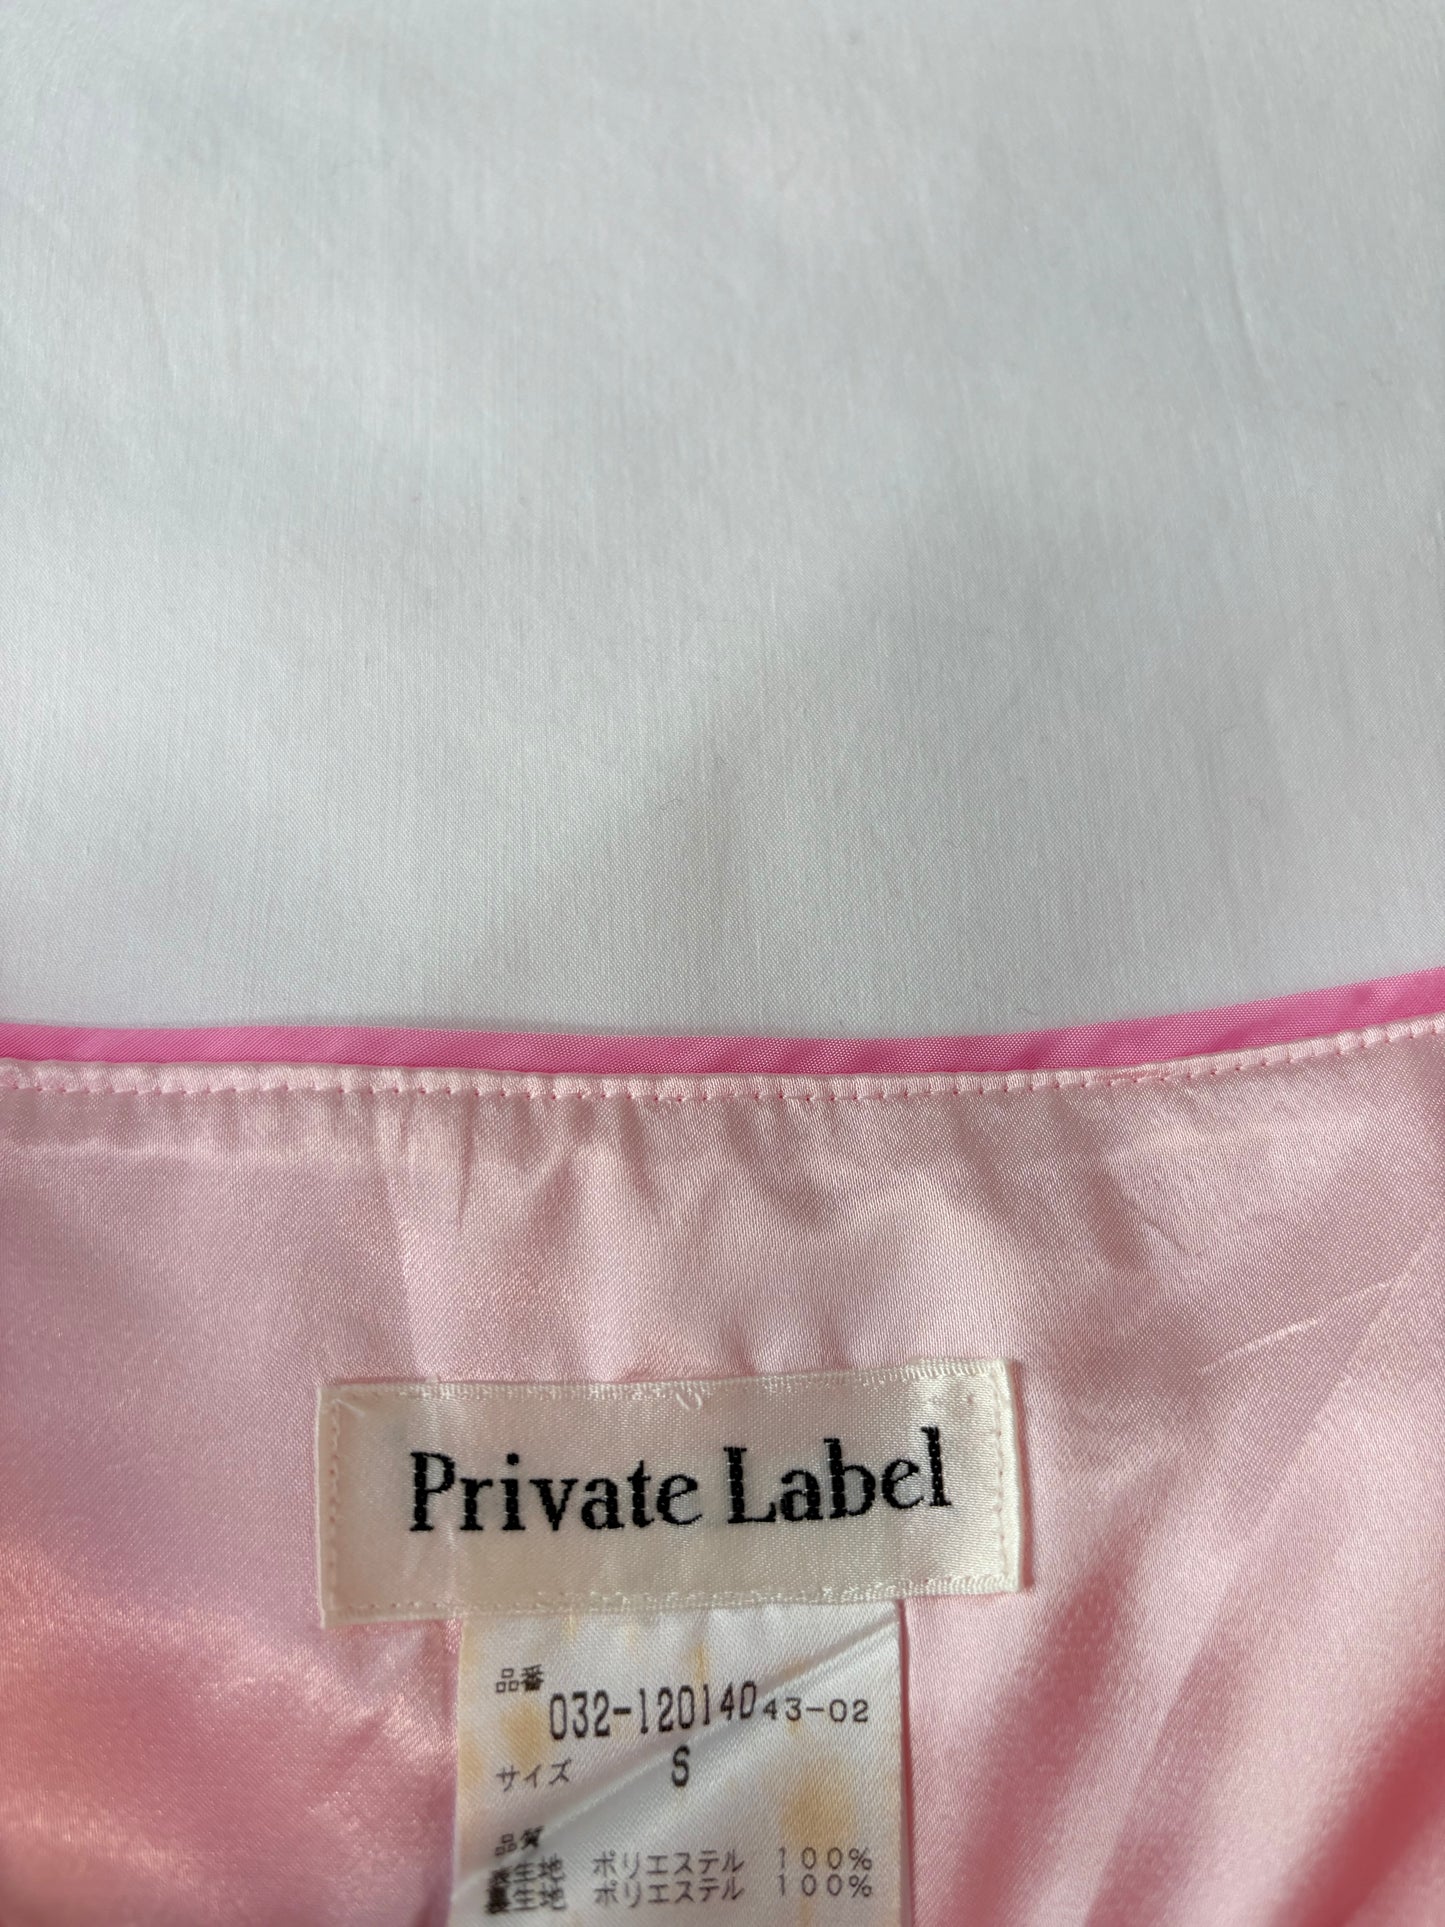 Private Label
品番
032-120140 43-02
サイズ S
品質
表生地 ポリエステル 100%
裏生地 ポリエステル 100%